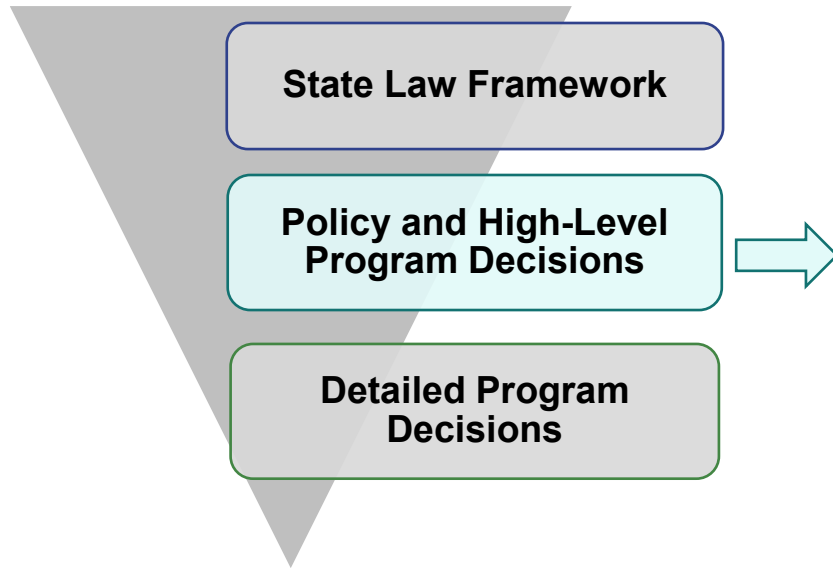 State Law Framework
Policy and High-Level
Program Decisions
Detailed Program
Decisions